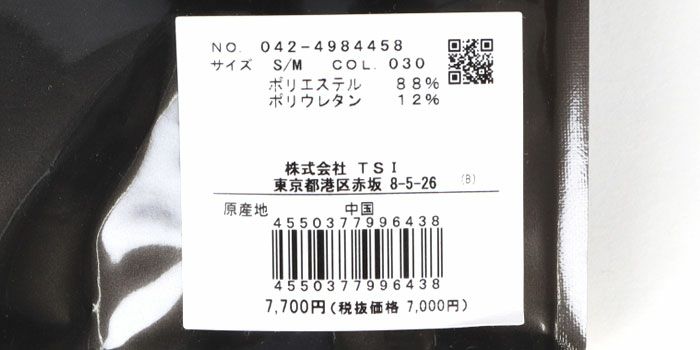 NO. 042-4984458
サイズ S/M COL. 030
ポリエステル 88%
ポリウレタン 12%
株式会社 TSI
東京都港区赤坂 8-5-26 (B)
原産地 中国
4550377996438
4550377996438
7,700円(税抜価格 7,000円)